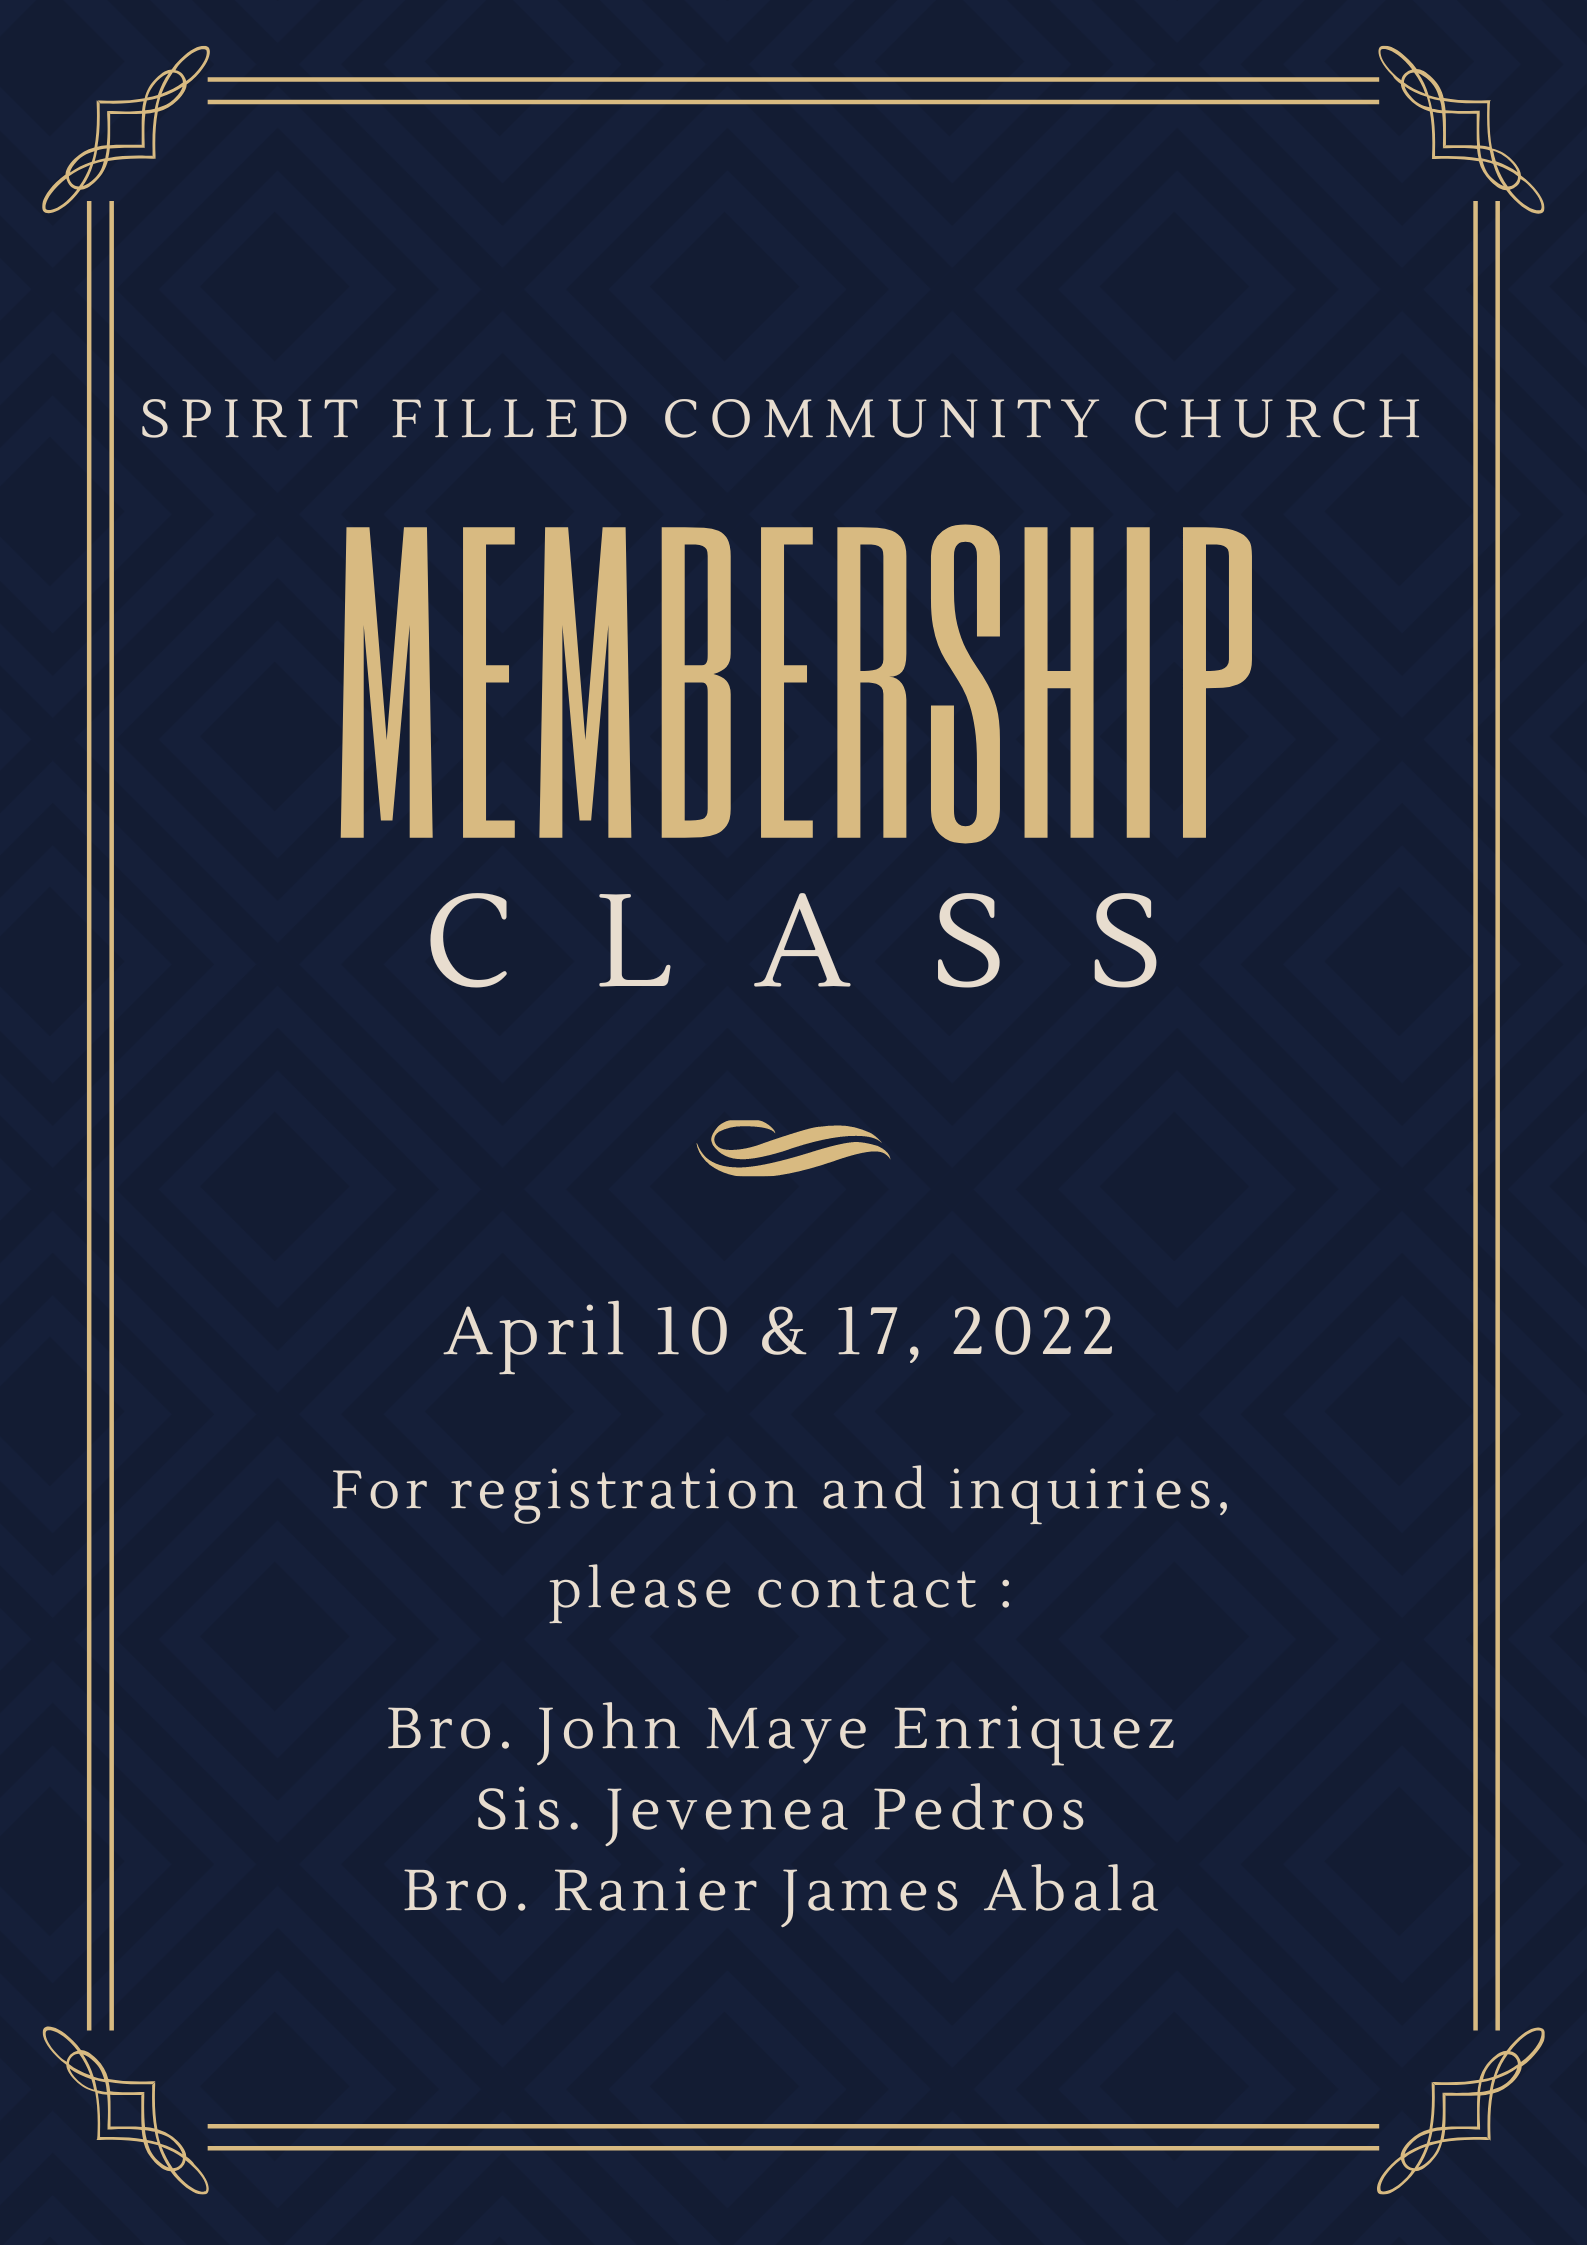 SPIRIT FILLED COMMUNITY CHURCH
MEMBERSHIP
CLASS
April 10 & 17, 2022
For registration and inquiries,
please contact :
Bro. John Maye Enriquez
Sis. Jevenea Pedros
Bro. Ranier James Abala